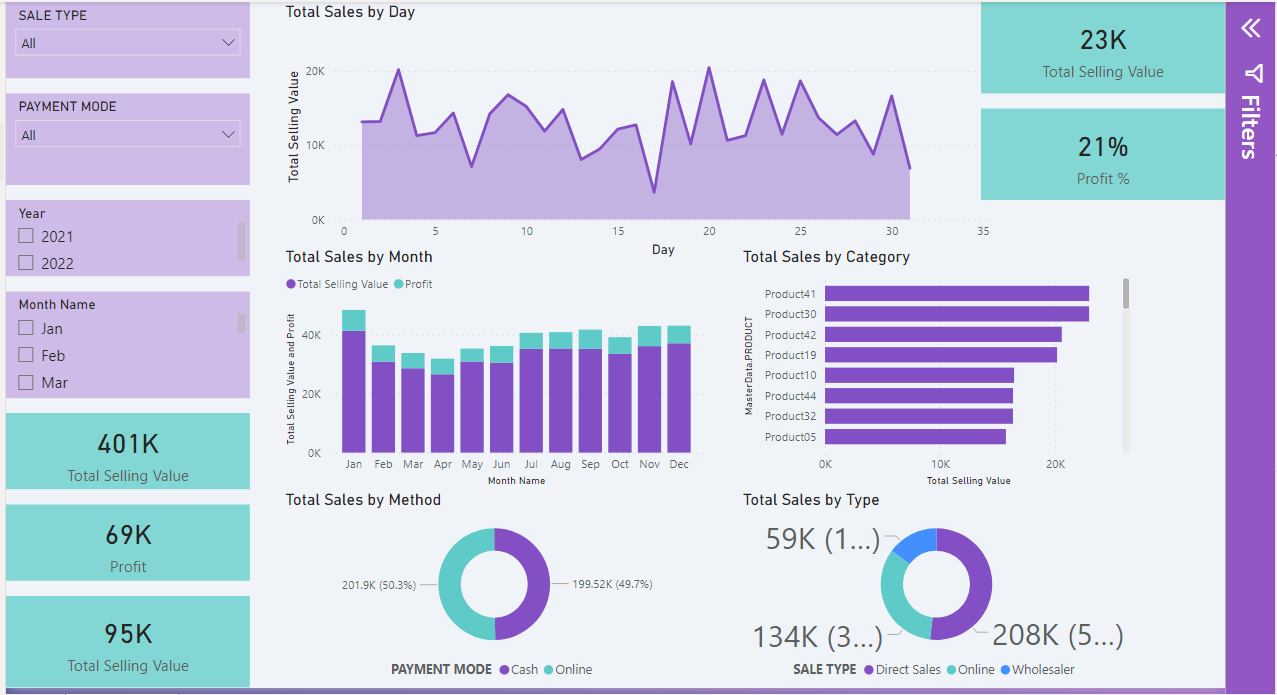 SALE TYPE
All
PAYMENT MODE
All
Year
2021
2022
Month Name
Jan
Feb
Mar
401K
Total Selling Value
69K
Profit
95K
Total Selling Value
Total Sales by Day
Total Selling Value
20K
10K
0K
0 5 10 15 20 25 30 35
Day
23K
Total Selling Value
21%
Profit %
Filters
Total Sales by Month
Total Selling Value Profit
Total Selling Value and Profit
40K
20K
0K
Jan Feb Mar Apr May Jun Jul Aug Sep Oct Nov Dec
Month Name
Total Sales by Category
MasterData.PRODUCT
Product41
Product30
Product42
Product19
Product10
Product44
Product32
Product05
0K 10K 20K
Total Selling Value
Total Sales by Method
201.9K (50.3%)
199.52K (49.7%)
PAYMENT MODE Cash Online
Total Sales by Type
59K (1...)
134K (3...)
208K (5...)
SALE TYPE Direct Sales Online Wholesaler